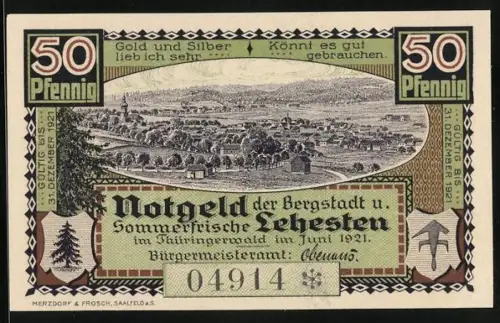 50 Pfennig
Gold und Silber
lieb ich sehr
Könnt es gut
gebrauchen.
50 Pfennig
GÜLTIG BIS
31. DEZEMBER 1921
GÜLTIG BIS
31. DEZEMBER 1921
Notgeld der Bergstadt u.
Sommerfrische Lehesten
im Thüringerwald im Juni 1921.
Bürgermeisteramt:
04914
MERZDORF & FROSCH, SAALFELD A.S.